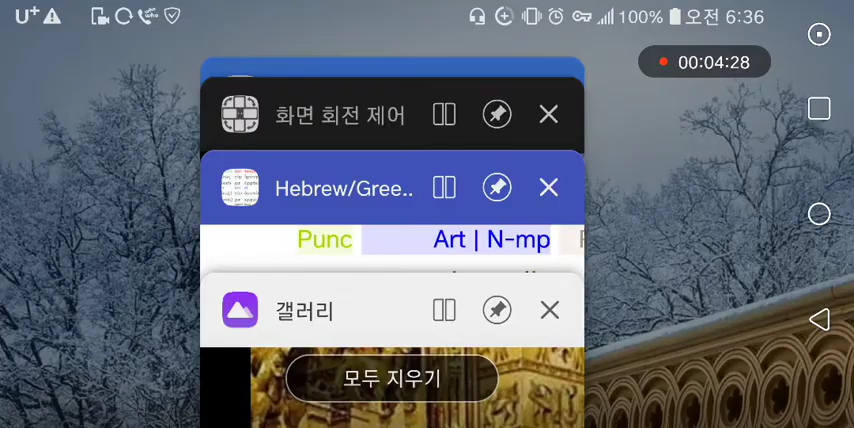 U+ 100% 오전 6:36
00:04:28
화면 회전 제어
Hebrew/Gree..
Punc Art | N-mp
갤러리
모두 지우기